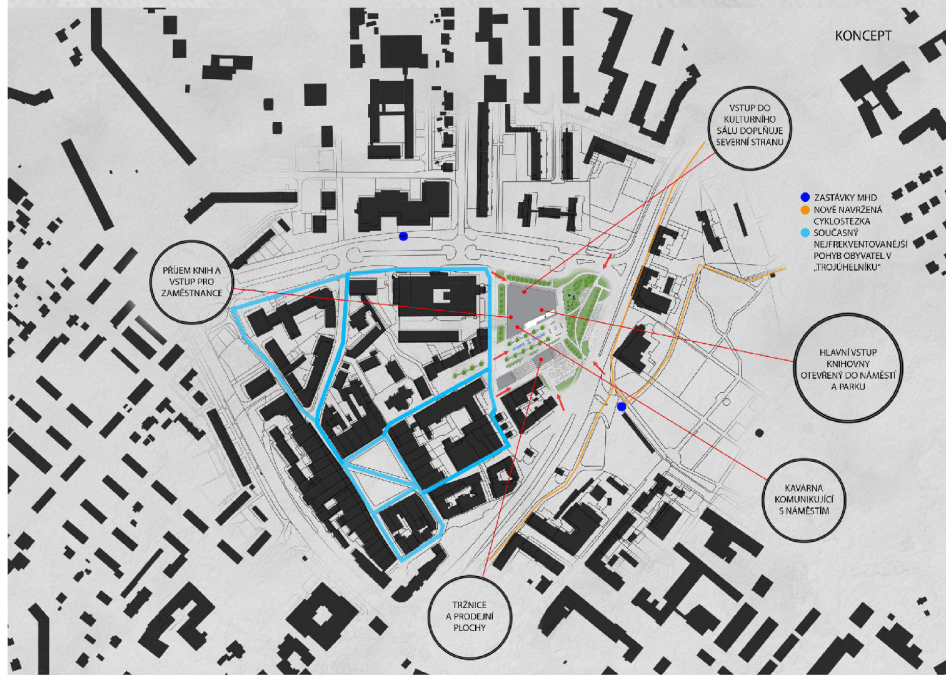 KONCEPT
VSTUP DO
KULTURNÍHO
SÁLU DOPLŇUJE
SEVERNÍ STRANU
ZASTÁVKY MHD
NOVĚ NAVRŽENÁ
CYKLOSTEZKA
SOUČASNÝ
NEJFREKVENTOVANĚJŠÍ
POHYB OBYVATEL V
„TROJÚHELNÍKU"
PŘÍJEM KNIH A
VSTUP PRO
ZAMĚSTNANCE
HLAVNÍ VSTUP
KNIHOVNY
OTEVŘENÝ DO NÁMĚSTÍ
A PARKU
KAVÁRNA
KOMUNIKUJÍCÍ
S NÁMĚSTÍM
TRŽNICE
A PRODEJNÍ
PLOCHY